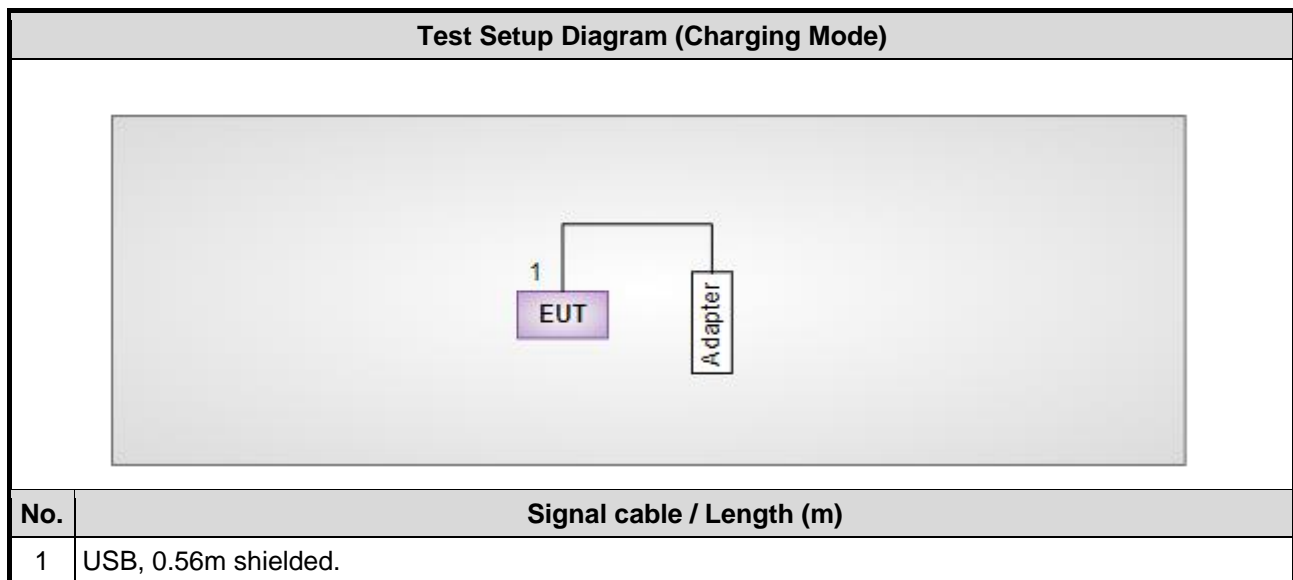 Test Setup Diagram (Charging Mode)
1
EUT
Adapter
No. Signal cable / Length (m)
1 USB, 0.56m shielded.